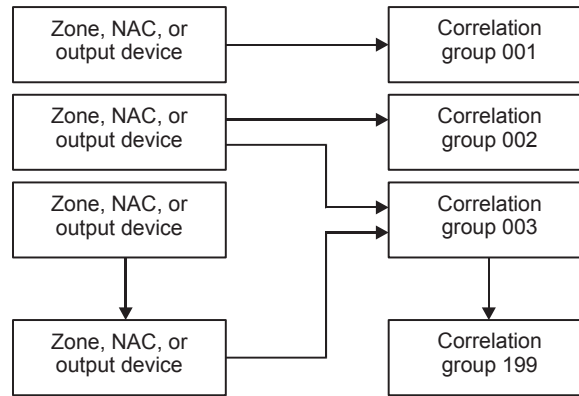 Zone, NAC, or
output device
Correlation
group 001
Zone, NAC, or
output device
Correlation
group 002
Zone, NAC, or
output device
Correlation
group 003
Zone, NAC, or
output device
Correlation
group 199